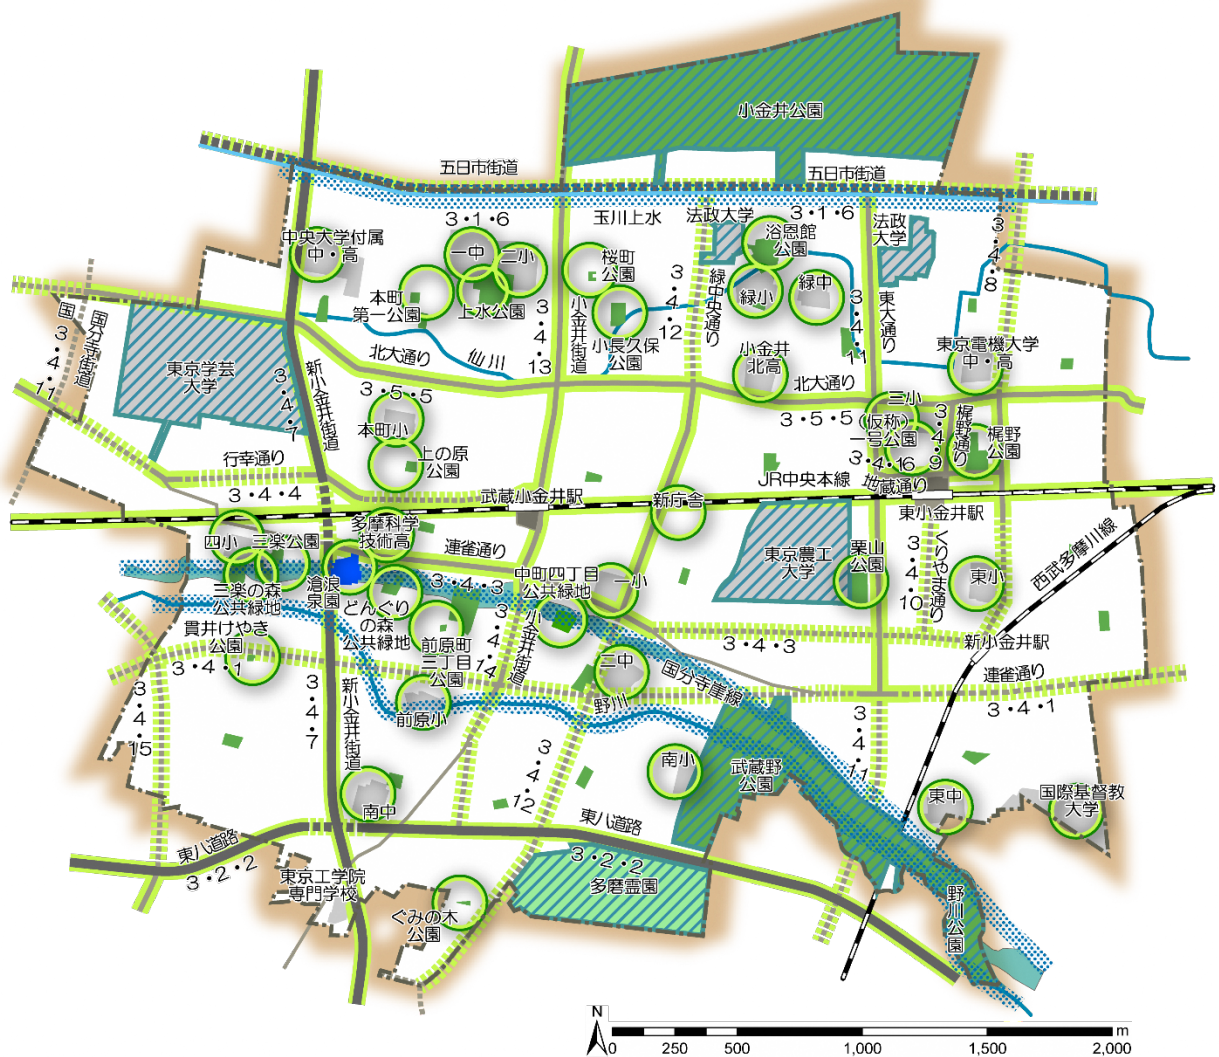 小金井公園
五日市街道
五日市街道
3・1・6
玉川上水
法政大学
3・1・6
法政
大学
3・4・8
中央大学付属
中・高
一中
二小
桜町
公園
浴恩館
公園
緑小
緑中
本町
第一公園
上水公園
3・4・13
小金井街道
小長久保
公園
3・4・12
緑中央通り
3・4・11
東大通り
国・3・4・11
国分寺街道
東京学芸
大学
3・4・7
新小金井街道
北大通り
仙川
3・5・5
小金井
北高
北大通り
3・5・5
東京電機大学
中・高
三小
(仮称)
一号公園
3・4・9
梶野通り
梶野
公園
3・4・16
地蔵通り
本町小
上の原
公園
行幸通り
3・4・4
武蔵小金井駅
新庁舎
JR中央本線
東小金井駅
四小
三楽公園
多摩科学
技術高
連雀通り
3・4・3
三楽の森
公共緑地
滄浪
泉園
どんぐり
の森
公共緑地
中町四丁目
公共緑地
一小
東京農工
大学
栗山
公園
3・4・10
くりやま通り
東小
西武多摩川線
貫井けやき
公園
3・4・1
前原町
三丁目
公園
3・4・14
小金井街道
二中
国分寺崖線
3・4・3
新小金井駅
連雀通り
3・4・1
3・4・15
3・4・7
新小金井街道
前原小
野川
3・4・12
南小
武蔵野
公園
3・4・11
東中
国際基督教
大学
南中
東八道路
3・2・2
東八道路
3・2・2
多磨霊園
東京工学院
専門学校
ぐみの木
公園
野川公園
N
0 250 500 1,000 1,500 2,000 m